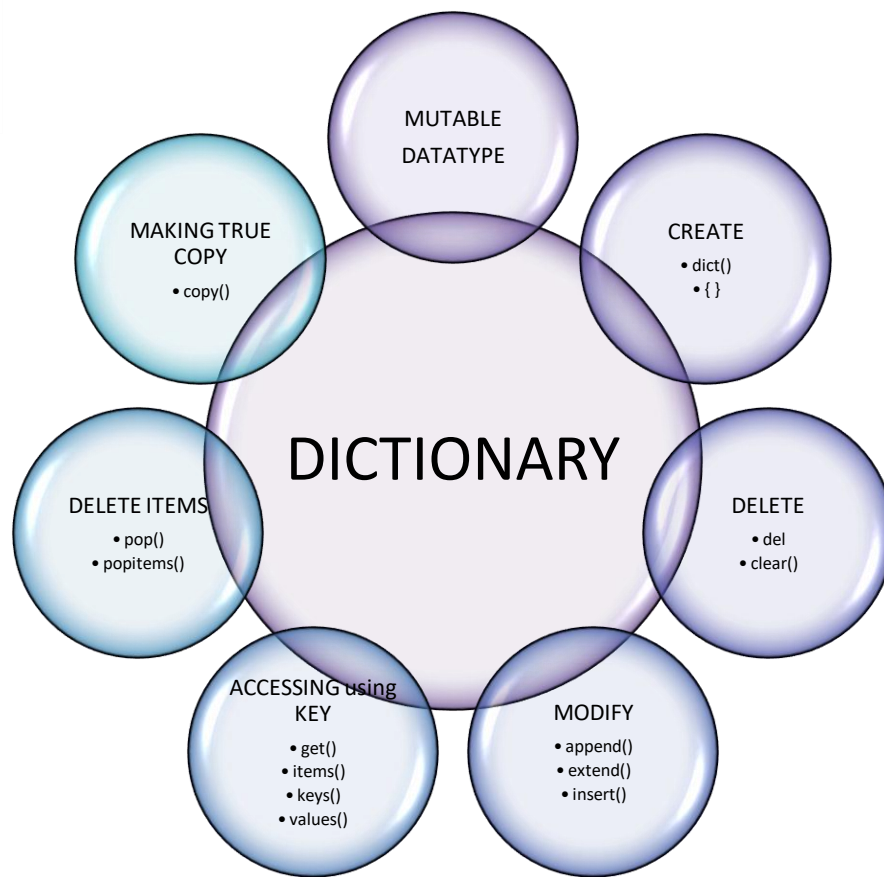 MUTABLE
DATATYPE
CREATE
• dict()
• { }
DELETE
• del
• clear()
MODIFY
• append()
• extend()
• insert()
ACCESSING using
KEY
• get()
• items()
• keys()
• values()
DELETE ITEMS
• pop()
• popitems()
MAKING TRUE
COPY
• copy()
DICTIONARY